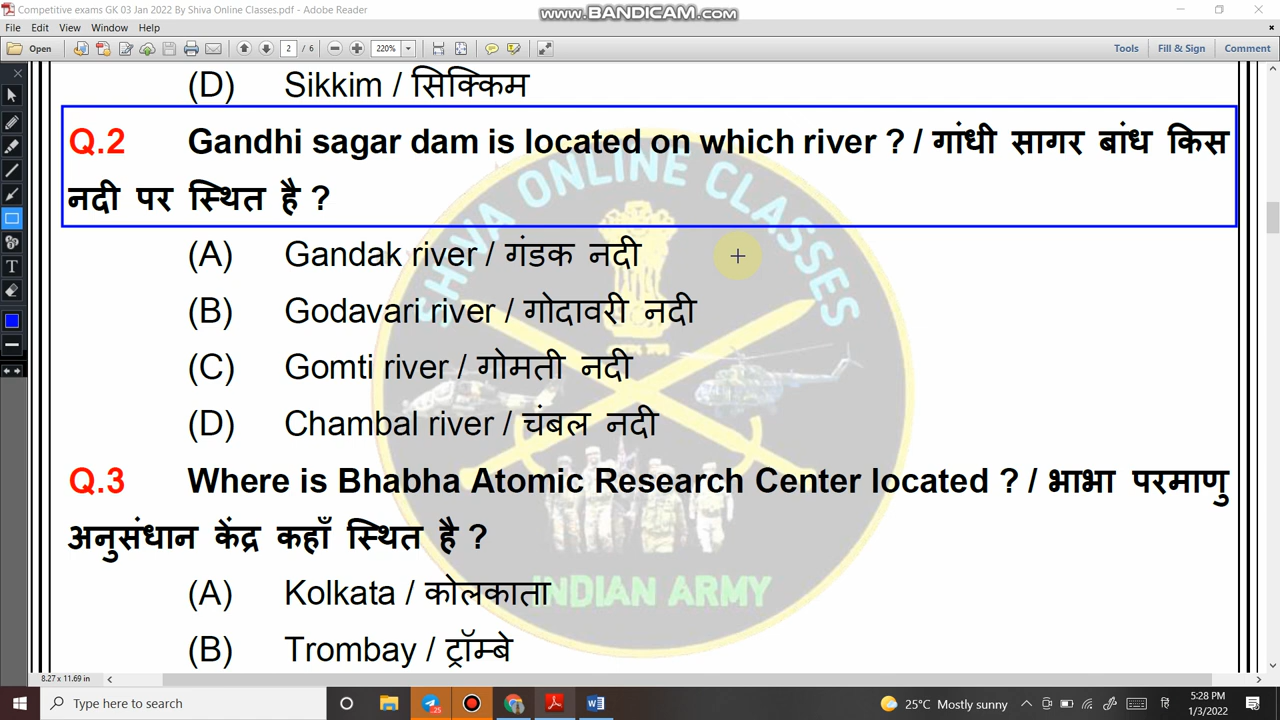 Competitive exams GK 03 Jan 2022 By Shiva Online Classes.pdf - Adobe Reader
www.BANDICAM.com
File Edit View Window Help
Open 2 / 6 220% Tools Fill & Sign Comment
(D) Sikkim / सिक्किम
Q.2 Gandhi sagar dam is located on which river ? / गांधी सागर बांध किस
नदी पर स्थित है ?
(A) Gandak river / गंडक नदी
(B) Godavari river / गोदावरी नदी
(C) Gomti river / गोमती नदी
(D) Chambal river / चंबल नदी
Q.3 Where is Bhabha Atomic Research Center located ? / भाभा परमाणु
अनुसंधान केंद्र कहाँ स्थित है ?
(A) Kolkata / कोलकाता
(B) Trombay / ट्रॉम्बे
SHIVA ONLINE CLASSES
INDIAN ARMY
8.27 x 11.69 in
Type here to search
25
25°C Mostly sunny
हि
5:28 PM
1/3/2022